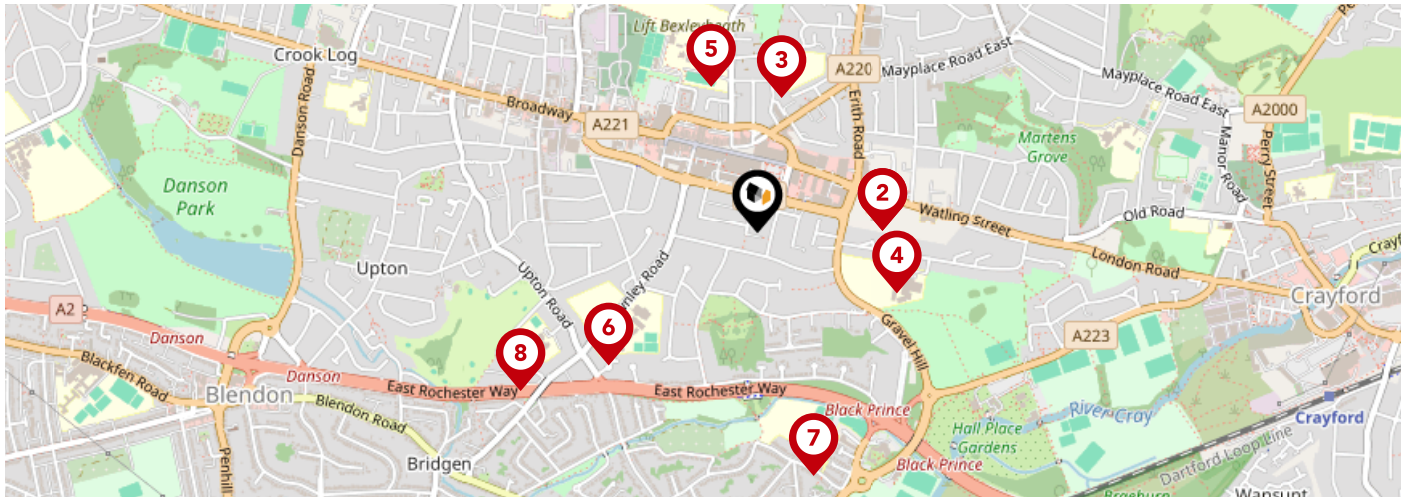 Lift Bexleyheath
5
3
Crook Log
A220
Mayplace Road East
Mayplace Road East
A2000
Danson Road
Broadway
A221
Erith Road
Martens
Grove
Manor Road
Perry Street
Danson
Park
2
Watling Street
Old Road
4
London Road
Upton
Upton Road
Crayford
A2
6
Gravel Hill
A223
Danson
8
Blackfen Road
Danson
East Rochester Way
East Rochester Way
Blendon
Blendon Road
Black Prince
River Cray
Crayford
7
Hall Place
Gardens
Bridgen
Black Prince
Dartford Loop Line
Penhill
Wansunt
Braeburn